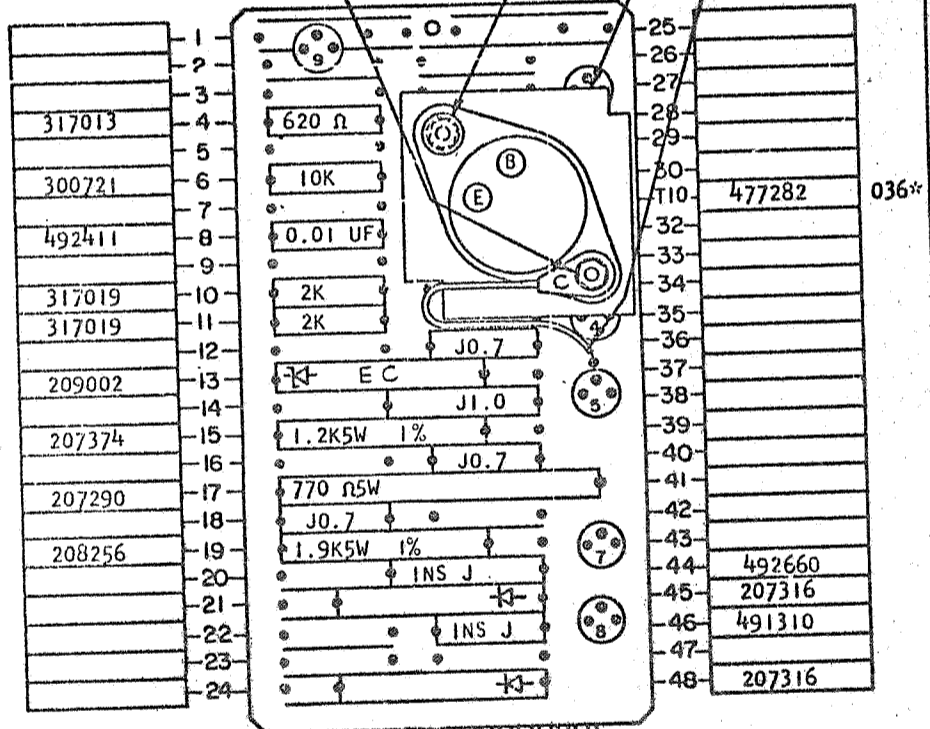 1 25
9
2 26
3 27
317013 4 620 Ω 28
5 29
B
300721 6 10K 30
E
7 T10 477282 036☆
492411 8 0.01 UF 32
9 33
C
317019 10 2K 34
317019 11 2K 35
4
12 J0.7 36
209002 13 E C 37
5 38
14 J1.0
207374 15 1.2K5W 1% 39
16 J0.7 40
207290 17 770 Ω5W 41
18 J0.7 42
208256 19 1.9K5W 1% 7 43
20 INS J 44 492660
21 45 207316
22 INS J 8 46 491310
23 47
24 48 207316